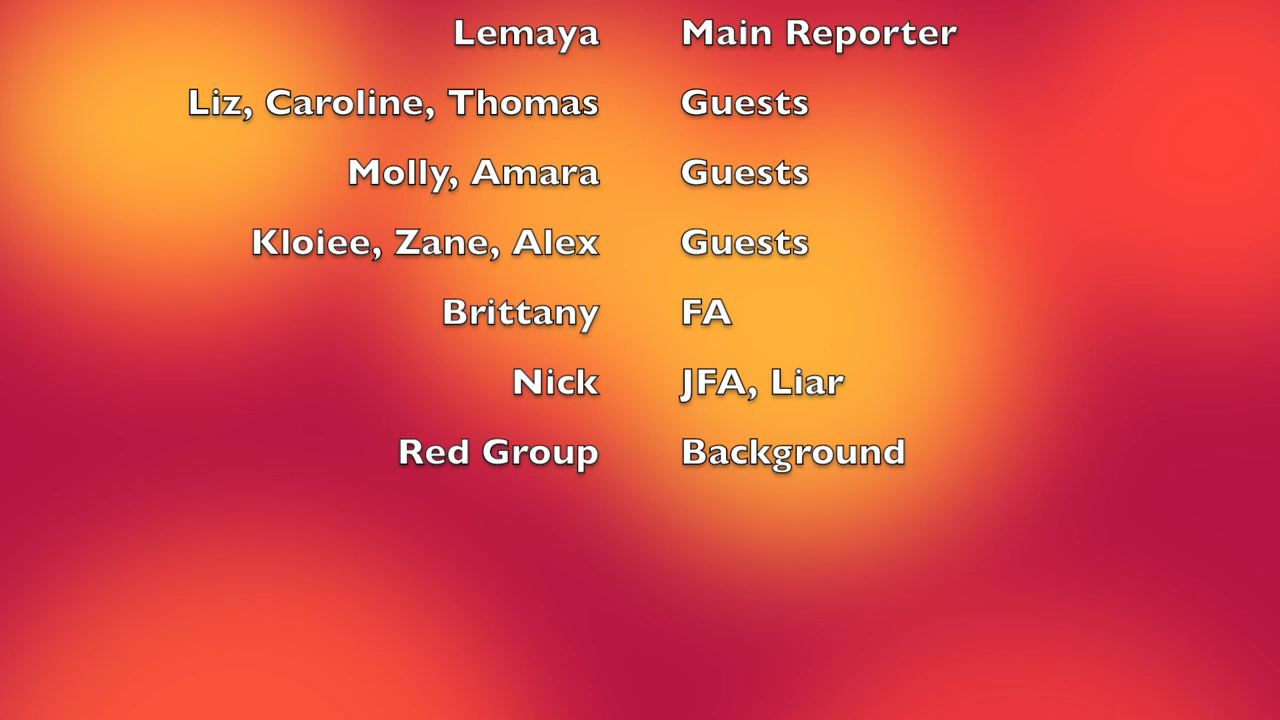 Lemaya Main Reporter
Liz, Caroline, Thomas Guests
Molly, Amara Guests
Kloiee, Zane, Alex Guests
Brittany FA
Nick JFA, Liar
Red Group Background